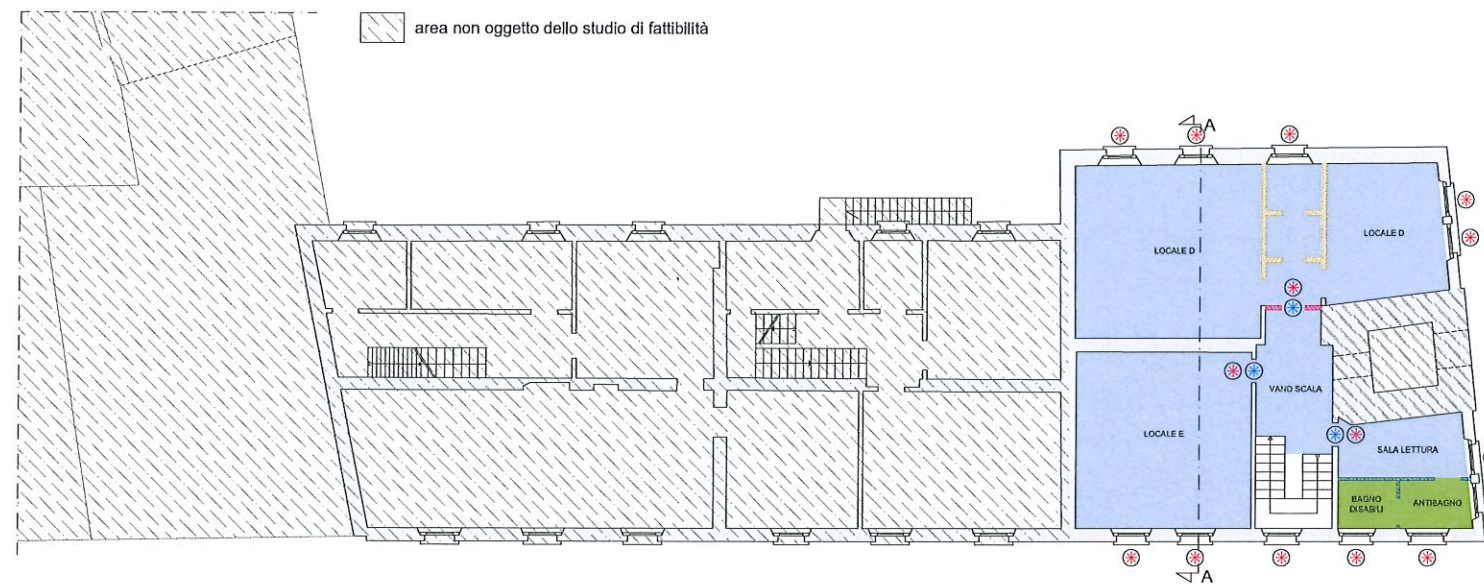 area non oggetto dello studio di fattibilità
A
LOCALE D
LOCALE D
VANO SCALA
LOCALE E
SALA LETTURA
BAGNO
DISABILI
ANTIBAGNO
A